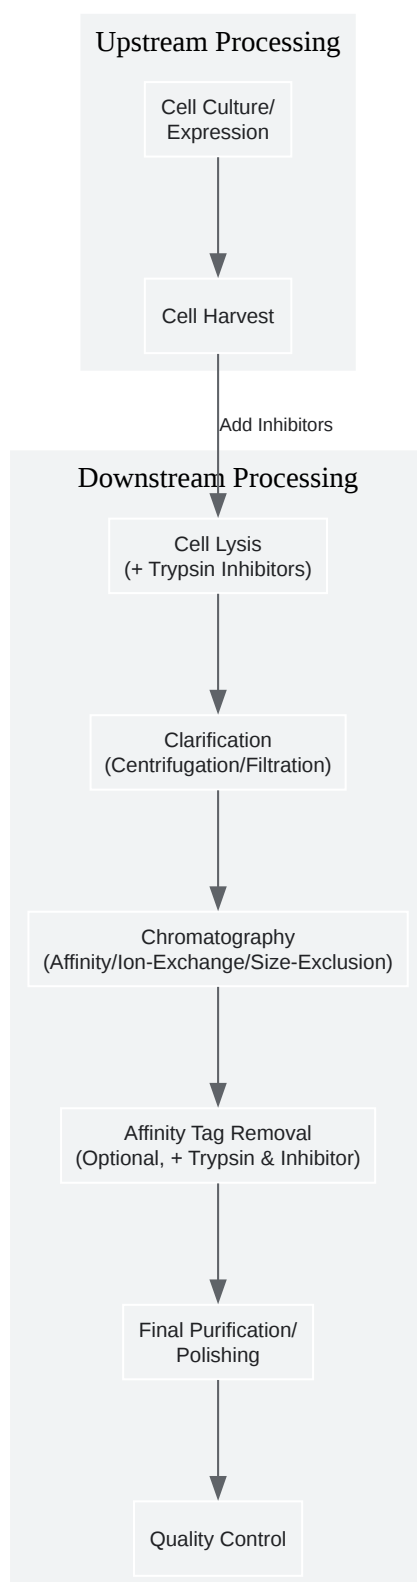 Upstream Processing
Cell Culture/
Expression
Cell Harvest
Add Inhibitors
Downstream Processing
Cell Lysis
(+ Trypsin Inhibitors)
Clarification
(Centrifugation/Filtration)
Chromatography
(Affinity/Ion-Exchange/Size-Exclusion)
Affinity Tag Removal
(Optional, + Trypsin & Inhibitor)
Final Purification/
Polishing
Quality Control